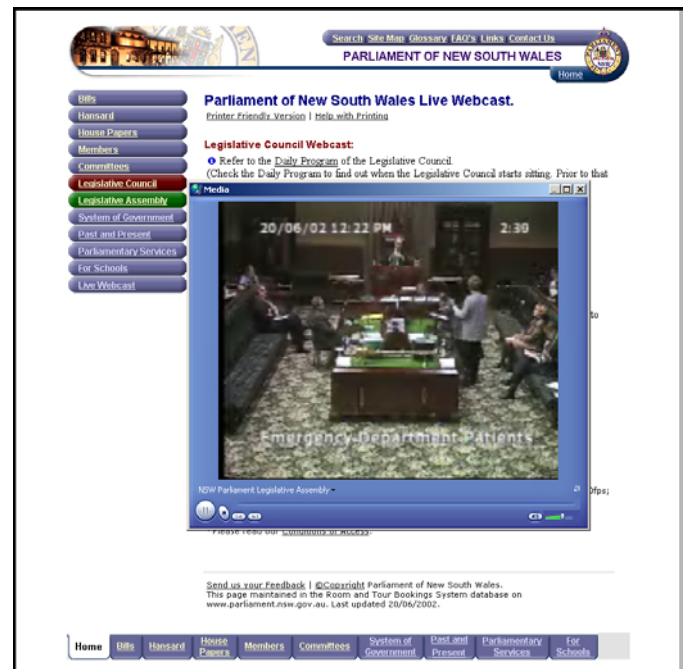 Search Site Map Glossary FAQ's Links Contact Us
PARLIAMENT OF NEW SOUTH WALES
Home
Bills
Hansard
House Papers
Members
Committees
Legislative Council
Legislative Assembly
System of Government
Past and Present
Parliamentary Services
For Schools
Live Webcast
Parliament of New South Wales Live Webcast.
Printer Friendly Version | Help with Printing
Legislative Council Webcast:
Refer to the Daily Program of the Legislative Council.
(Check the Daily Program to find out when the Legislative Council starts sitting. Prior to that
Media
20/06/02 12:22 PM 2:39
to
Emergency Department Patients
NSW Parliament Legislative Assembly
0fps;
Please read our Conditions of Access.
Send us your Feedback | ©Copyright Parliament of New South Wales.
This page maintained in the Room and Tour Bookings System database on
www.parliament.nsw.gov.au. Last updated 20/06/2002.
Home Bills Hansard House Papers Members Committees System of Government Past and Present Parliamentary Services For Schools